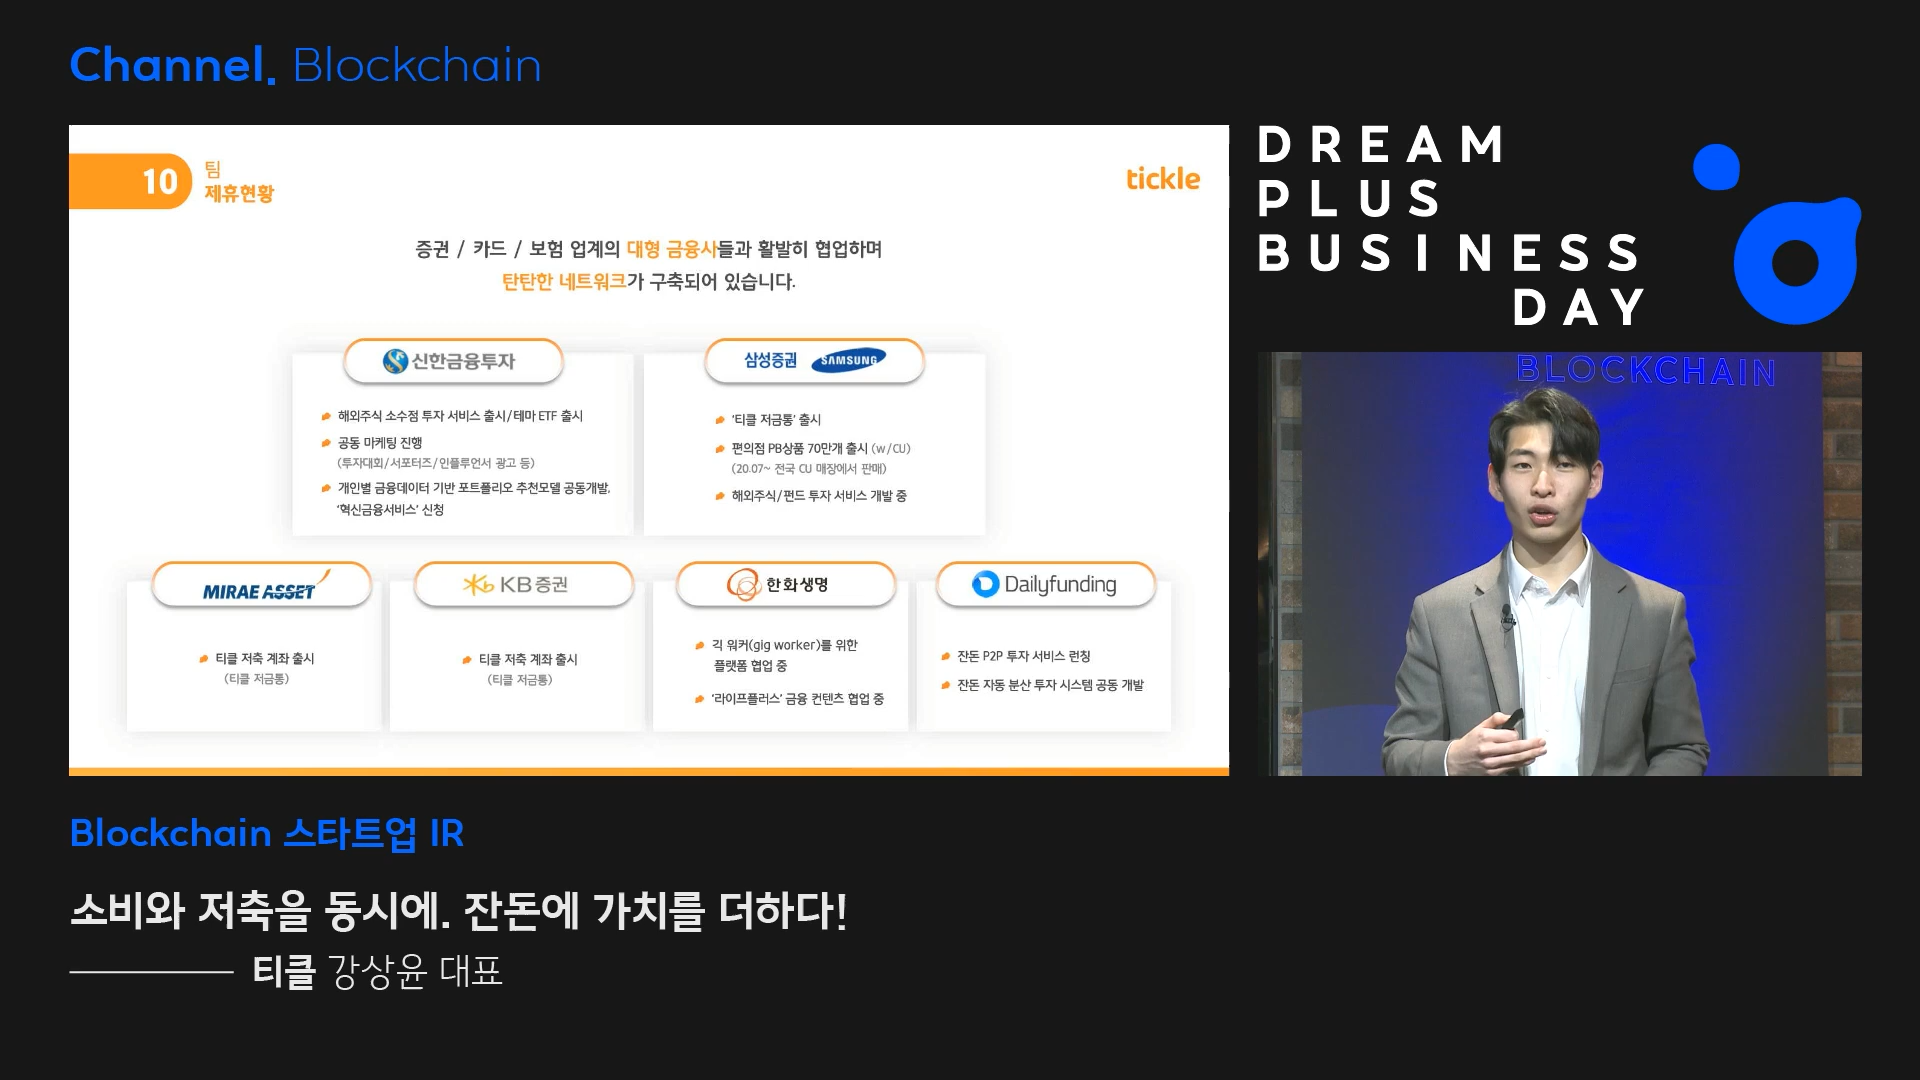 Channel. Blockchain
10
팀
제휴현황
tickle
증권 / 카드 / 보험 업계의 대형 금융사들과 활발히 협업하며
탄탄한 네트워크가 구축되어 있습니다.
신한금융투자
해외주식 소수점 투자 서비스 출시/테마 ETF 출시
공동 마케팅 진행
(투자대회/서포터즈/인플루언서 광고 등)
개인별 금융데이터 기반 포트폴리오 추천모델 공동개발,
'혁신금융서비스' 신청
삼성증권 SAMSUNG
'티클 저금통' 출시
편의점 PB상품 70만개 출시 (w/CU)
(20.07~ 전국 CU 매장에서 판매)
해외주식/펀드 투자 서비스 개발 중
MIRAE ASSET
티클 저축 계좌 출시
(티클 저금통)
KB증권
티클 저축 계좌 출시
(티클 저금통)
한화생명
긱 워커(gig worker)를 위한
플랫폼 협업 중
'라이프플러스' 금융 컨텐츠 협업 중
Dailyfunding
잔돈 P2P 투자 서비스 런칭
잔돈 자동 분산 투자 시스템 공동 개발
DREAM
PLUS
BUSINESS
DAY
BLOCKCHAIN
Blockchain 스타트업 IR
소비와 저축을 동시에. 잔돈에 가치를 더하다!
티클 강상윤 대표